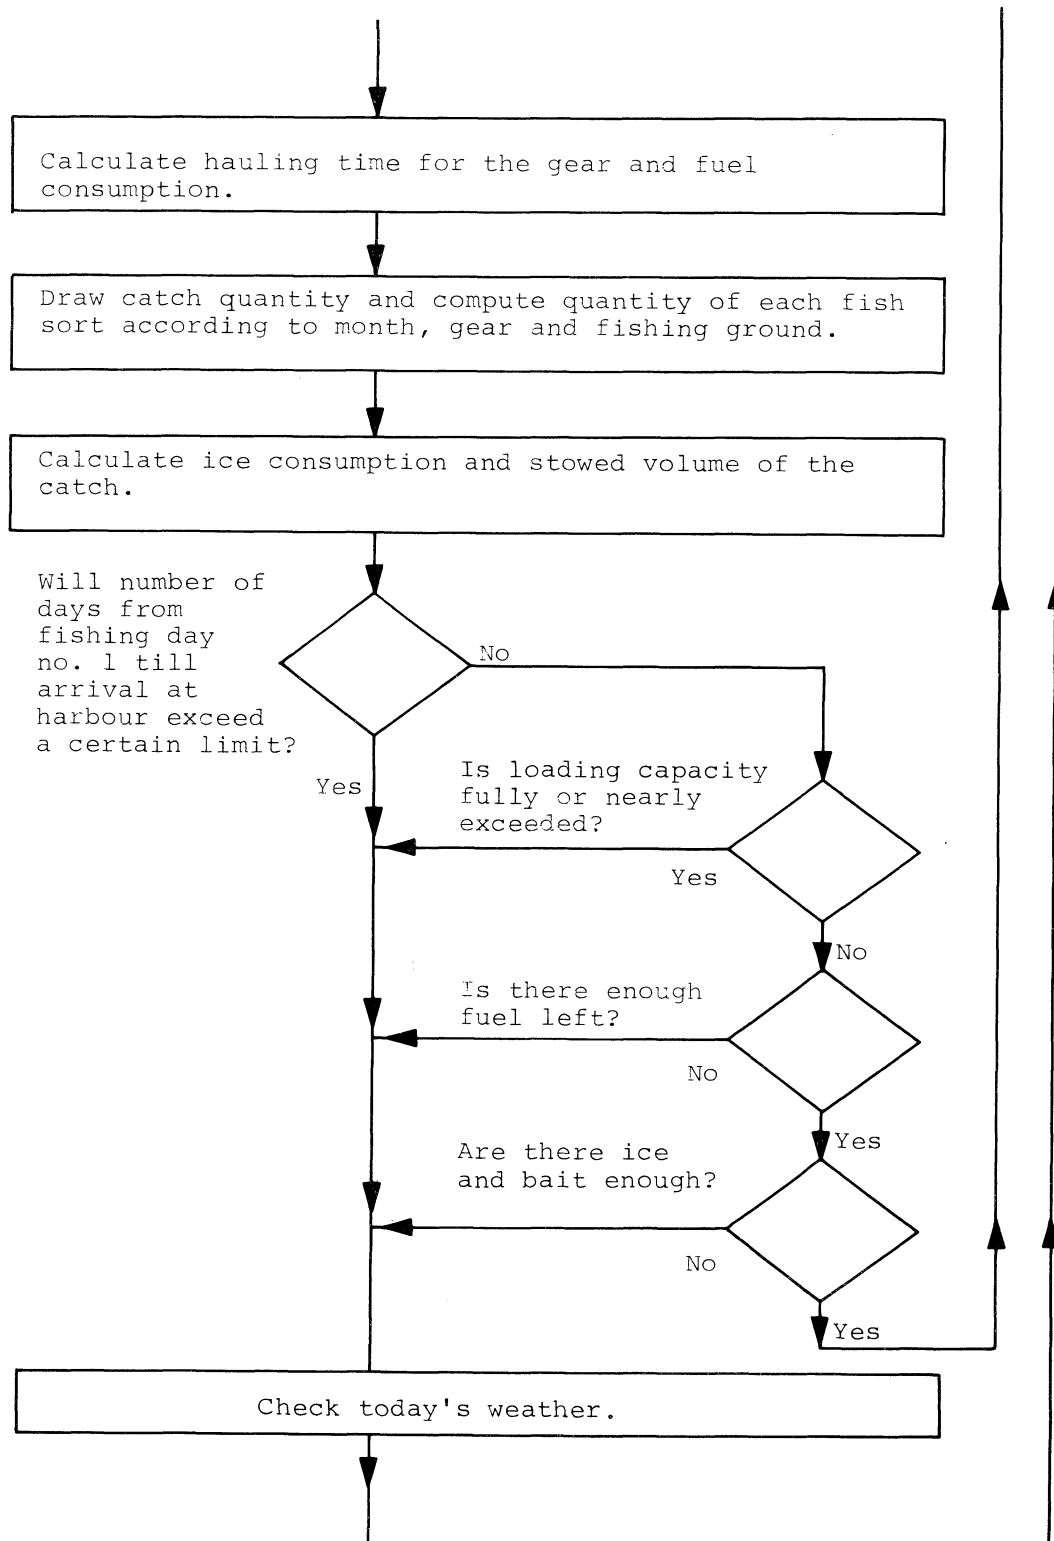 Calculate hauling time for the gear and fuel
consumption.
Draw catch quantity and compute quantity of each fish
sort according to month, gear and fishing ground.
Calculate ice consumption and stowed volume of the
catch.
Will number of
days from
fishing day
no. 1 till
arrival at
harbour exceed
a certain limit?
No
Yes
Is loading capacity
fully or nearly
exceeded?
Yes
No
Is there enough
fuel left?
No
Yes
Are there ice
and bait enough?
No
Yes
Check today's weather.